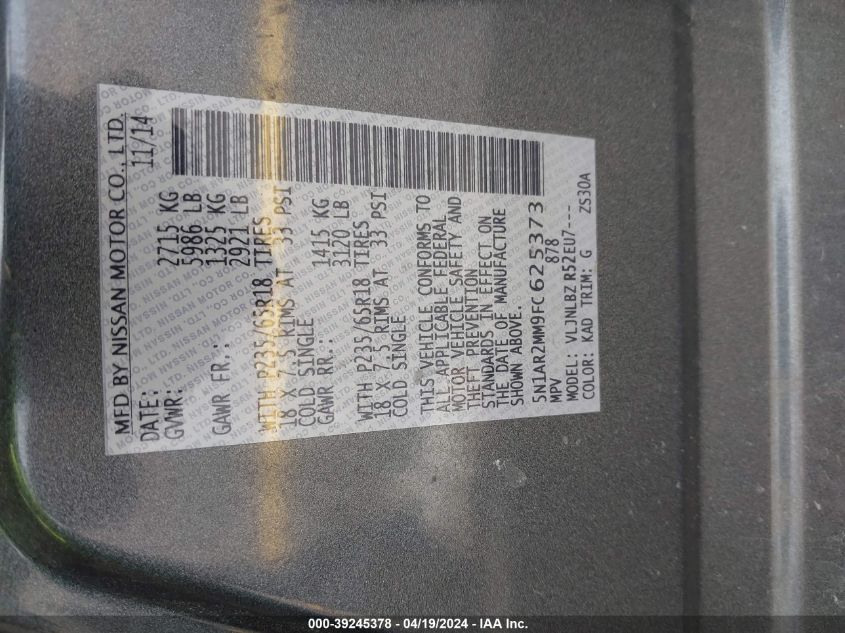 MFD BY NISSAN MOTOR CO., LTD.
DATE: 11/14
GVWR: 2715 KG
5986 LB
GAWR FR.: 1325 KG
2921 LB
WITH P235/65R18 TIRES
18 X 7.5 RIMS AT 33 PSI
COLD SINGLE
GAWR RR.: 1415 KG
3120 LB
WITH P235/65R18 TIRES
18 X 7.5 RIMS AT 33 PSI
COLD SINGLE
THIS VEHICLE CONFORMS TO
ALL APPLICABLE FEDERAL
MOTOR VEHICLE SAFETY AND
THEFT PREVENTION
STANDARDS IN EFFECT ON
THE DATE OF MANUFACTURE
SHOWN ABOVE.
5N1AR2MM9FC625373
MPV 878
MODEL: VLJNLBZ R52EU7---
COLOR: KAD TRIM: G ZS30A
000-39245378 - 04/19/2024 - IAA Inc.